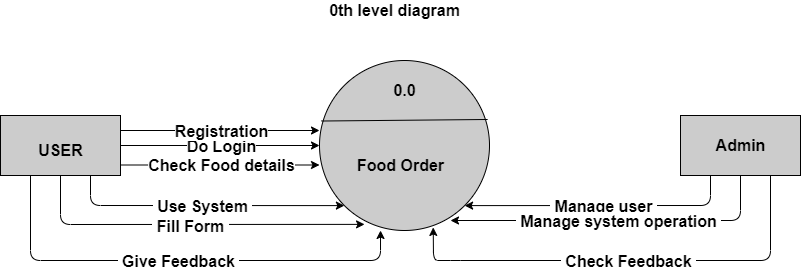 0th level diagram
0.0
Registration
Do Login
USER
Check Food details
Food Order
Admin
Use System
Fill Form
Give Feedback
Manage user
Manage system operation
Check Feedback